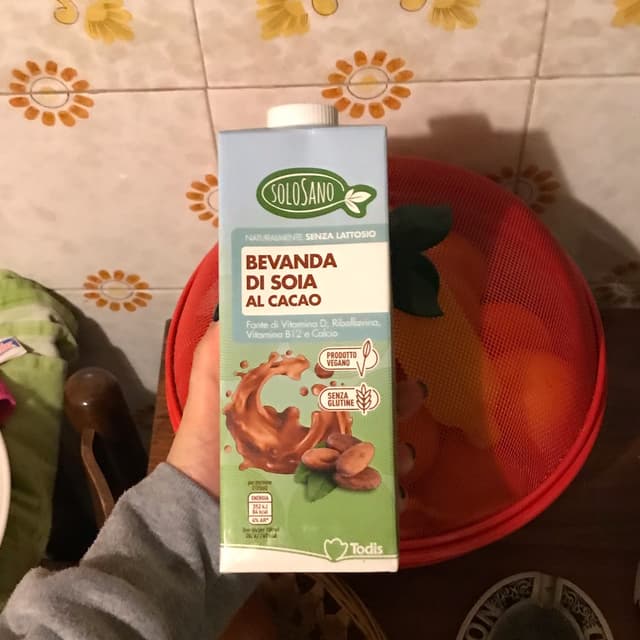 SOLOSANO
NATURALMENTE SENZA LATTOSIO
BEVANDA
DI SOIA
AL CACAO
Fonte di Vitamina D, Riboflavina,
Vitamina B12 e Calcio
PRODOTTO
VEGANO
SENZA
GLUTINE
ENERGIA
Todis